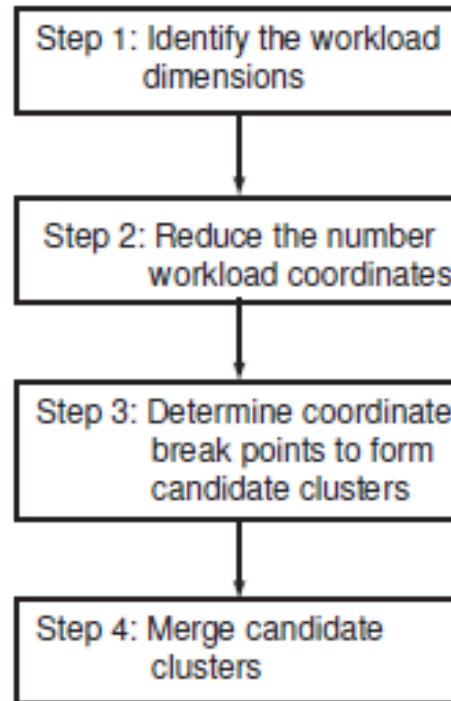 Step 1: Identify the workload
dimensions
Step 2: Reduce the number
workload coordinates
Step 3: Determine coordinate
break points to form
candidate clusters
Step 4: Merge candidate
clusters